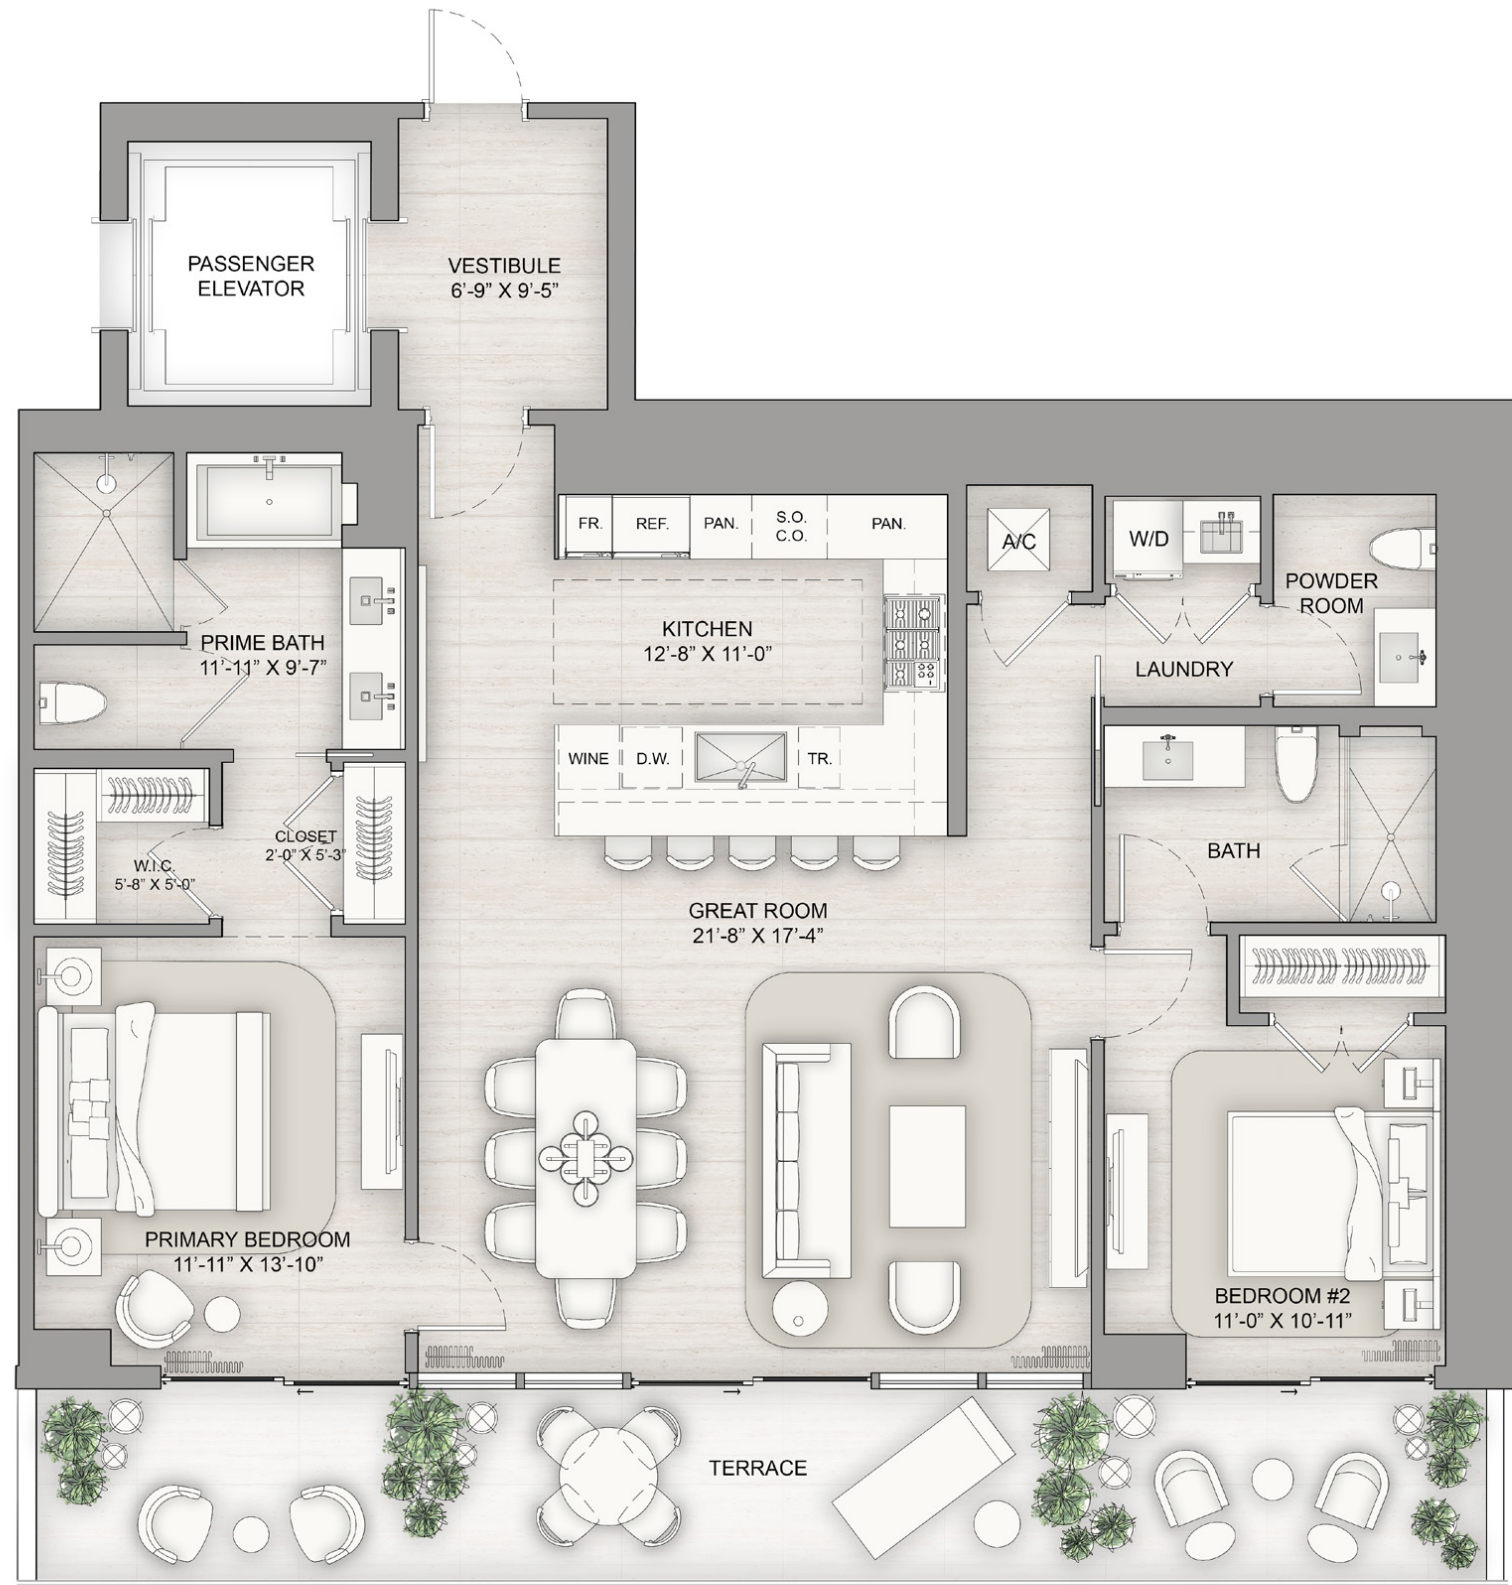 PASSENGER
ELEVATOR
VESTIBULE
6'-9" X 9'-5"
FR.
REF.
PAN.
S.O.
C.O.
PAN.
A/C
W/D
POWDER
ROOM
KITCHEN
12'-8" X 11'-0"
PRIME BATH
11'-11" X 9'-7"
LAUNDRY
WINE
D.W.
TR.
CLOSET
2'-0" X 5'-3"
W.I.C.
5'-8" X 5'-0"
BATH
GREAT ROOM
21'-8" X 17'-4"
PRIMARY BEDROOM
11'-11" X 13'-10"
BEDROOM #2
11'-0" X 10'-11"
TERRACE